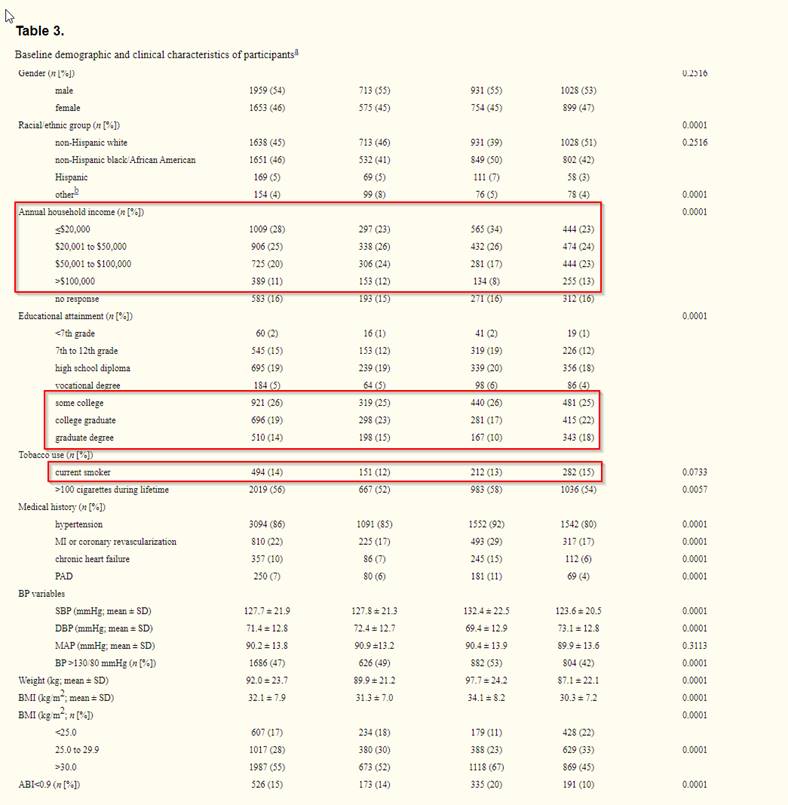 Table 3.
Baseline demographic and clinical characteristics of participantsa
Gender (n [%]) 0.2516
male 1959 (54) 713 (55) 931 (55) 1028 (53)
female 1653 (46) 575 (45) 754 (45) 899 (47)
Racial/ethnic group (n [%]) 0.0001
non-Hispanic white 1638 (45) 713 (46) 931 (39) 1028 (51) 0.2516
non-Hispanic black/African American 1651 (46) 532 (41) 849 (50) 802 (42)
Hispanic 169 (5) 69 (5) 111 (7) 58 (3)
otherb 154 (4) 99 (8) 76 (5) 78 (4) 0.0001
Annual household income (n [%]) 0.0001
≤$20,000 1009 (28) 297 (23) 565 (34) 444 (23)
$20,001 to $50,000 906 (25) 338 (26) 432 (26) 474 (24)
$50,001 to $100,000 725 (20) 306 (24) 281 (17) 444 (23)
>$100,000 389 (11) 153 (12) 134 (8) 255 (13)
no response 583 (16) 193 (15) 271 (16) 312 (16)
Educational attainment (n [%]) 0.0001
<7th grade 60 (2) 16 (1) 41 (2) 19 (1)
7th to 12th grade 545 (15) 153 (12) 319 (19) 226 (12)
high school diploma 695 (19) 239 (19) 339 (20) 356 (18)
vocational degree 184 (5) 64 (5) 98 (6) 86 (4)
some college 921 (26) 319 (25) 440 (26) 481 (25)
college graduate 696 (19) 298 (23) 281 (17) 415 (22)
graduate degree 510 (14) 198 (15) 167 (10) 343 (18)
Tobacco use (n [%])
current smoker 494 (14) 151 (12) 212 (13) 282 (15) 0.0733
>100 cigarettes during lifetime 2019 (56) 667 (52) 983 (58) 1036 (54) 0.0057
Medical history (n [%])
hypertension 3094 (86) 1091 (85) 1552 (92) 1542 (80) 0.0001
MI or coronary revascularization 810 (22) 225 (17) 493 (29) 317 (17) 0.0001
chronic heart failure 357 (10) 86 (7) 245 (15) 112 (6) 0.0001
PAD 250 (7) 80 (6) 181 (11) 69 (4) 0.0001
BP variables
SBP (mmHg; mean ± SD) 127.7 ± 21.9 127.8 ± 21.3 132.4 ± 22.5 123.6 ± 20.5 0.0001
DBP (mmHg; mean ± SD) 71.4 ± 12.8 72.4 ± 12.7 69.4 ± 12.9 73.1 ± 12.8 0.0001
MAP (mmHg; mean ± SD) 90.2 ± 13.8 90.9 ±13.2 90.4 ± 13.9 89.9 ± 13.6 0.3113
BP >130/80 mmHg (n [%]) 1686 (47) 626 (49) 882 (53) 804 (42) 0.0001
Weight (kg; mean ± SD) 92.0 ± 23.7 89.9 ± 21.2 97.7 ± 24.2 87.1 ± 22.1 0.0001
BMI (kg/m2; mean ± SD) 32.1 ± 7.9 31.3 ± 7.0 34.1 ± 8.2 30.3 ± 7.2 0.0001
BMI (kg/m2; n [%]) 0.0001
<25.0 607 (17) 234 (18) 179 (11) 428 (22)
25.0 to 29.9 1017 (28) 380 (30) 388 (23) 629 (33) 0.0001
>30.0 1987 (55) 673 (52) 1118 (67) 869 (45)
ABI<0.9 (n [%]) 526 (15) 173 (14) 335 (20) 191 (10) 0.0001